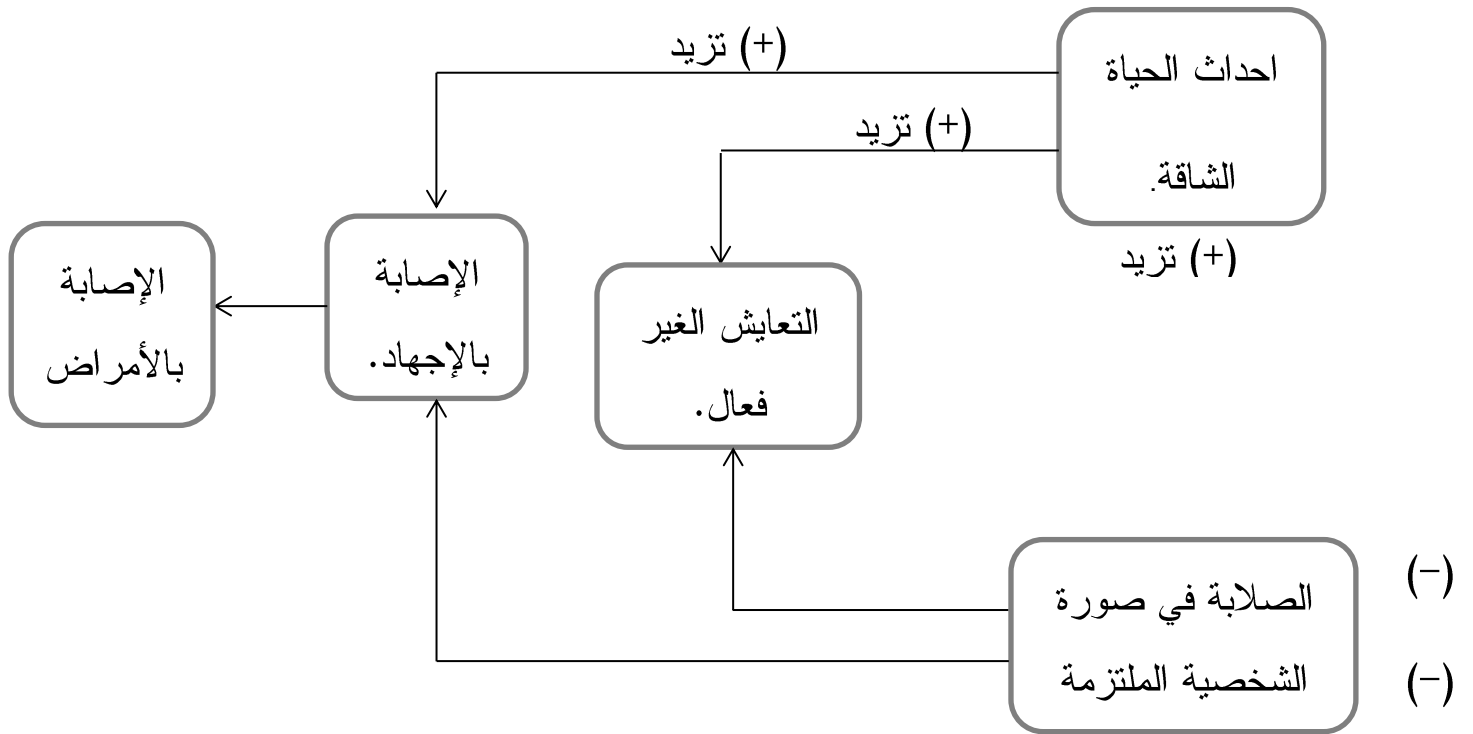 (+) تزيد
احداث الحياة
الشاقة.
(+) تزيد
(+) تزيد
الإصابة
بالإجهاد.
الإصابة
بالأمراض
التعايش الغير
فعال.
الصلابة في صورة
الشخصية الملتزمة
(−)
(−)